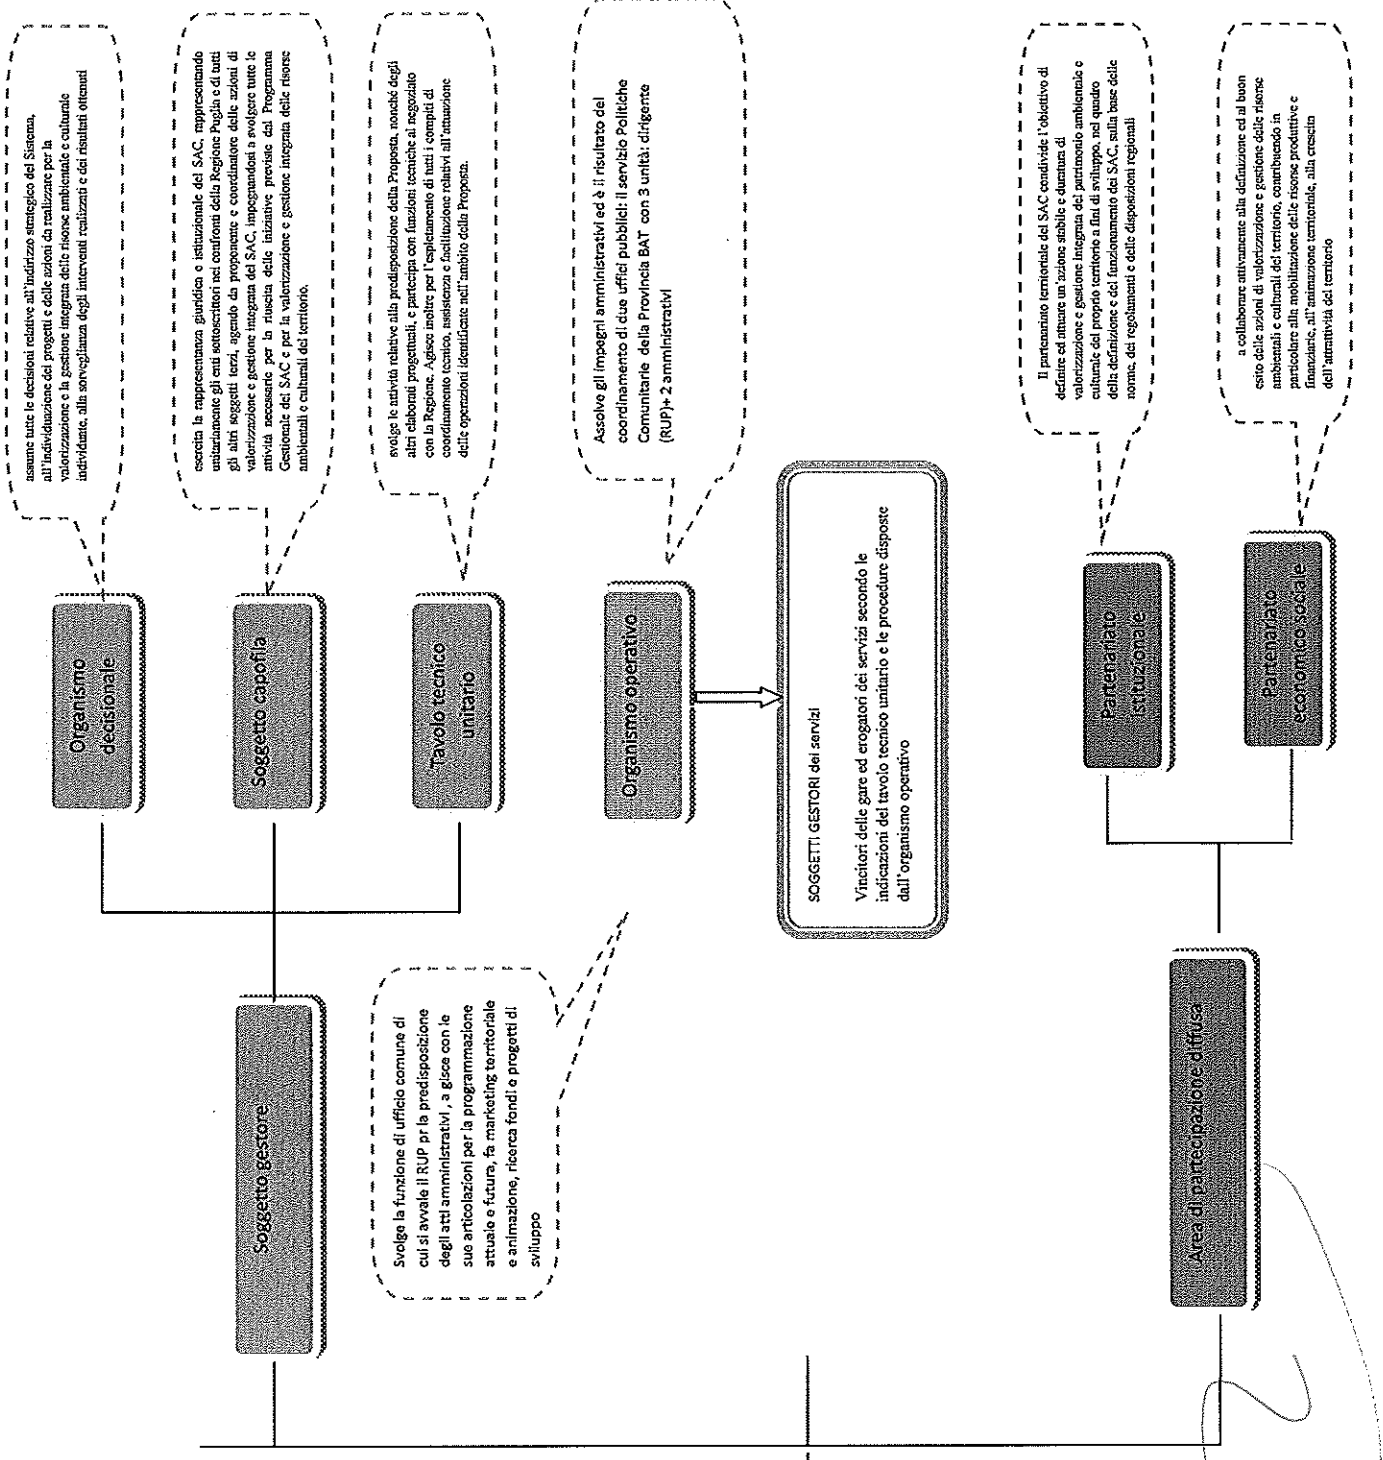 Soggetto gestore
Organismo
decisionale
assume tutte le decisioni relative all'indirizzo strategico del Sistema,
all'individuazione dei progetti e delle azioni da realizzare per la
valorizzazione e la gestione integrata delle risorse ambientale e culturale
individuate, alla sorveglianza degli interventi realizzati e dei risultati ottenuti
Soggetto capofila
esercita la rappresentanza giuridica e istituzionale del SAC, rappresentando
unitariamente gli enti sottoscrittori nei confronti della Regione Puglia e di tutti
gli altri soggetti terzi, agendo da proponente e coordinatore delle azioni di
valorizzazione e gestione integrata del SAC, impegnandosi a svolgere tutte le
attività necessarie per la riuscita delle iniziative previste dal Programma
Gestionale del SAC e per la valorizzazione e gestione integrata delle risorse
ambientali e culturali del territorio.
Tavolo tecnico
unitario
svolge le attività relative alla predisposizione della Proposta, nonché degli
altri elaborati progettuali, e partecipa con funzioni tecniche al negoziato
con la Regione. Agisce inoltre per l'espletamento di tutti i compiti di
coordinamento tecnico, assistenza e facilitazione relativi all'attuazione
delle operazioni identificate nell'ambito della Proposta.
Svolge la funzione di ufficio comune di
cui si avvale il RUP pr la predisposizione
degli atti amministrativi , a gisce con le
sue articolazioni per la programmazione
attuale e futura, fa marketing territoriale
e animazione, ricerca fondi e progetti di
sviluppo
Organismo operativo
Assolve gli impegni amministrativi ed è il risultato del
coordinamento di due uffici pubblici: il servizio Politiche
Comunitarie della Provincia BAT con 3 unità: dirigente
(RUP)+ 2 amministrativi
SOGGETTI GESTORI dei servizi
Vincitori delle gare ed erogatori dei servizi secondo le
indicazioni del tavolo tecnico unitario e le procedure disposte
dall'organismo operativo
Area di partecipazione diffusa
Partenariato
istituzionale
Il partenariato territoriale del SAC condivide l'obiettivo di
definire ed attuare un'azione stabile e duratura di
valorizzazione e gestione integrata del patrimonio ambientale e
culturale del proprio territorio a fini di sviluppo, nel quadro
della definizione e del funzionamento dei SAC, sulla base delle
norme, dei regolamenti e delle disposizioni regionali
Partenariato
economico sociale
a collaborare attivamente alla definizione ed al buon
esito delle azioni di valorizzazione e gestione delle risorse
ambientali e culturali del territorio, contribuendo in
particolare alla mobilitazione delle risorse produttive e
finanziarie, all'animazione territoriale, alla crescita
dell'attrattività del territorio